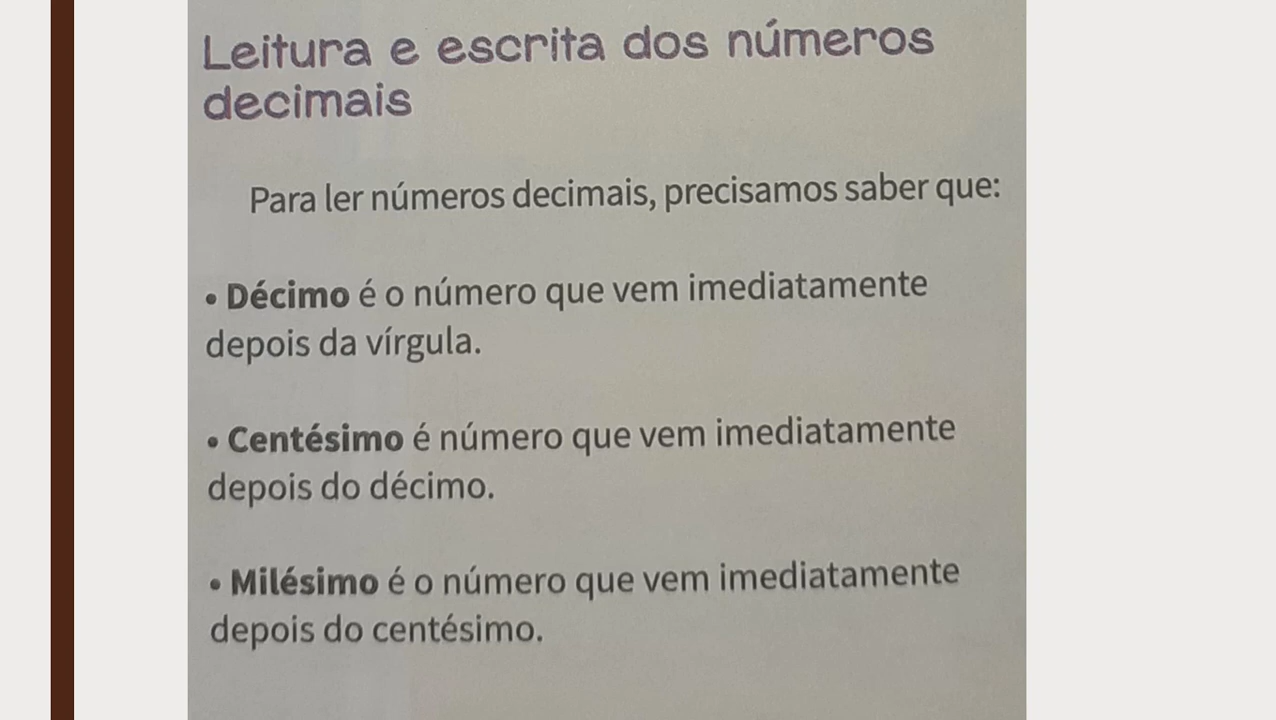 Leitura e escrita dos números
decimais
Para ler números decimais, precisamos saber que:
• Décimo é o número que vem imediatamente
depois da vírgula.
• Centésimo é número que vem imediatamente
depois do décimo.
• Milésimo é o número que vem imediatamente
depois do centésimo.